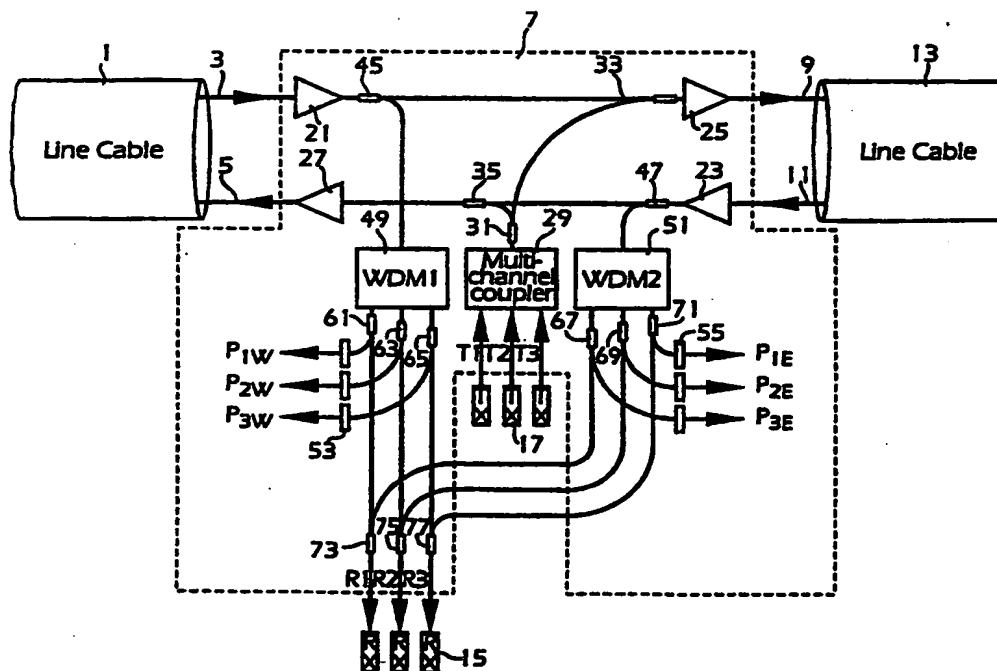 7
1
3
45
33
9
13
21
25
Line Cable
Line Cable
27
5
35
47
23
11
31
29
49
51
WDM1
Multi-
channel
coupler
WDM2
61
63
65
67
69
71
55
T1 T2 T3
P1W
P2W
P3W
P1E
P2E
P3E
53
17
73
75
77
R1 R2 R3
15